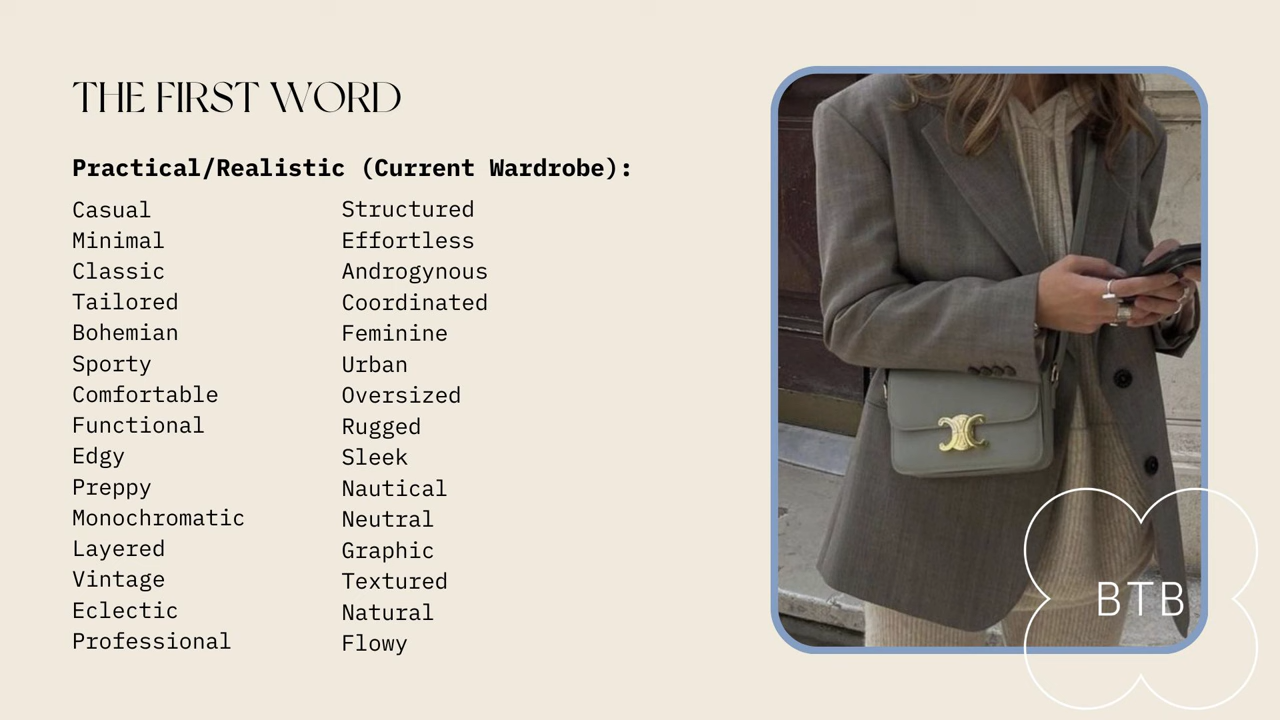 THE FIRST WORD
Practical/Realistic (Current Wardrobe):
Casual
Minimal
Classic
Tailored
Bohemian
Sporty
Comfortable
Functional
Edgy
Preppy
Monochromatic
Layered
Vintage
Eclectic
Professional
Structured
Effortless
Androgynous
Coordinated
Feminine
Urban
Oversized
Rugged
Sleek
Nautical
Neutral
Graphic
Textured
Natural
Flowy
BTB